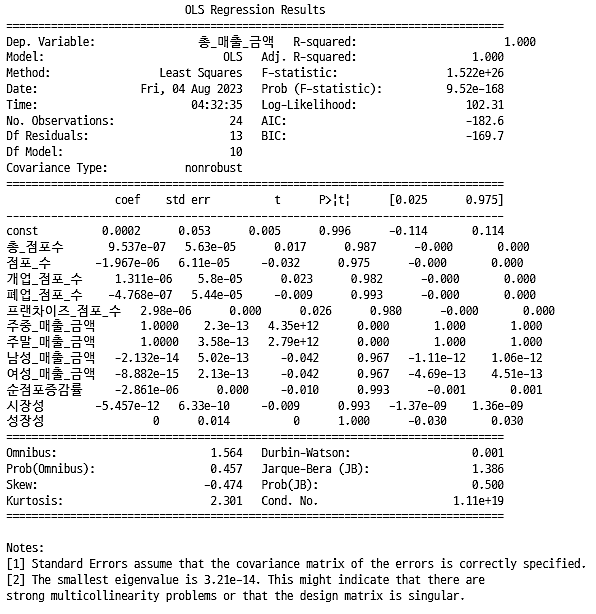 OLS Regression Results
==============================================================================
Dep. Variable: 총_매출_금액 R-squared: 1.000
Model: OLS Adj. R-squared: 1.000
Method: Least Squares F-statistic: 1.522e+26
Date: Fri, 04 Aug 2023 Prob (F-statistic): 9.52e-168
Time: 04:32:35 Log-Likelihood: 102.31
No. Observations: 24 AIC: -182.6
Df Residuals: 13 BIC: -169.7
Df Model: 10
Covariance Type: nonrobust
==============================================================================
coef std err t P>¦t¦ [0.025 0.975]
------------------------------------------------------------------------------
const 0.0002 0.053 0.005 0.996 -0.114 0.114
총_점포수 9.537e-07 5.63e-05 0.017 0.987 -0.000 0.000
점포_수 -1.967e-06 6.11e-05 -0.032 0.975 -0.000 0.000
개업_점포_수 1.311e-06 5.8e-05 0.023 0.982 -0.000 0.000
폐업_점포_수 -4.768e-07 5.44e-05 -0.009 0.993 -0.000 0.000
프랜차이즈_점포_수 2.98e-06 0.000 0.026 0.980 -0.000 0.000
주중_매출_금액 1.0000 2.3e-13 4.35e+12 0.000 1.000 1.000
주말_매출_금액 1.0000 3.58e-13 2.79e+12 0.000 1.000 1.000
남성_매출_금액 -2.132e-14 5.02e-13 -0.042 0.967 -1.11e-12 1.06e-12
여성_매출_금액 -8.882e-15 2.13e-13 -0.042 0.967 -4.69e-13 4.51e-13
순점포증감률 -2.861e-06 0.000 -0.010 0.993 -0.001 0.001
시장성 -5.457e-12 6.33e-10 -0.009 0.993 -1.37e-09 1.36e-09
성장성 0 0.014 0 1.000 -0.030 0.030
==============================================================================
Omnibus: 1.564 Durbin-Watson: 0.001
Prob(Omnibus): 0.457 Jarque-Bera (JB): 1.386
Skew: -0.474 Prob(JB): 0.500
Kurtosis: 2.301 Cond. No. 1.11e+19
==============================================================================
Notes:
[1] Standard Errors assume that the covariance matrix of the errors is correctly specified.
[2] The smallest eigenvalue is 3.21e-14. This might indicate that there are
strong multicollinearity problems or that the design matrix is singular.